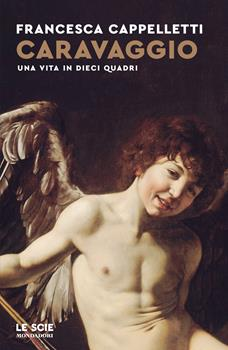 FRANCESCA CAPPELLETTI
CARAVAGGIO
UNA VITA IN DIECI QUADRI
LE SCIE
MONDADORI